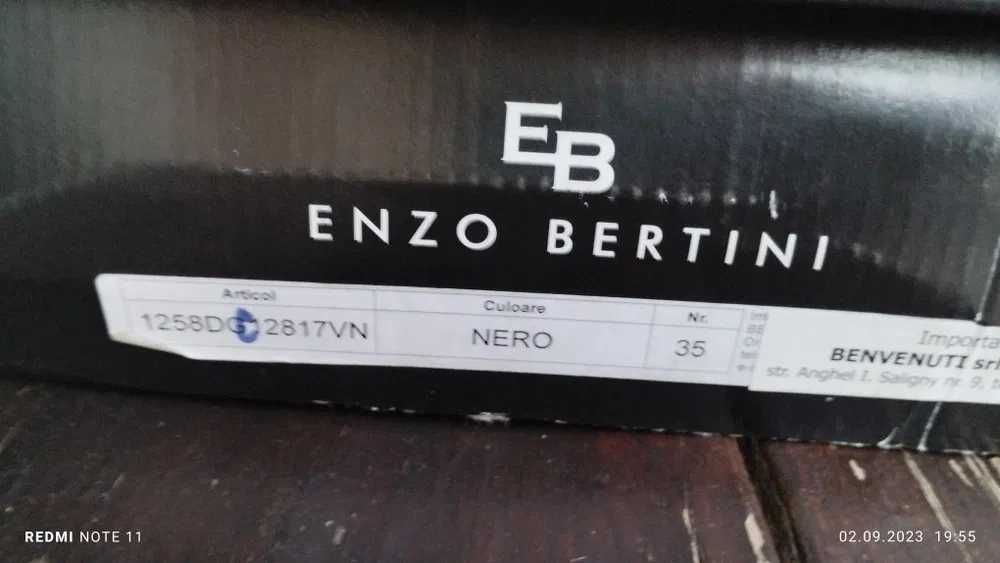 EB
ENZO BERTINI
Articol Culoare Nr.
NERO 35
Importa
BENVENUTI srl
str. Anghel I. Saligny nr. 9,
REDMI NOTE 11
02.09.2023 19:55